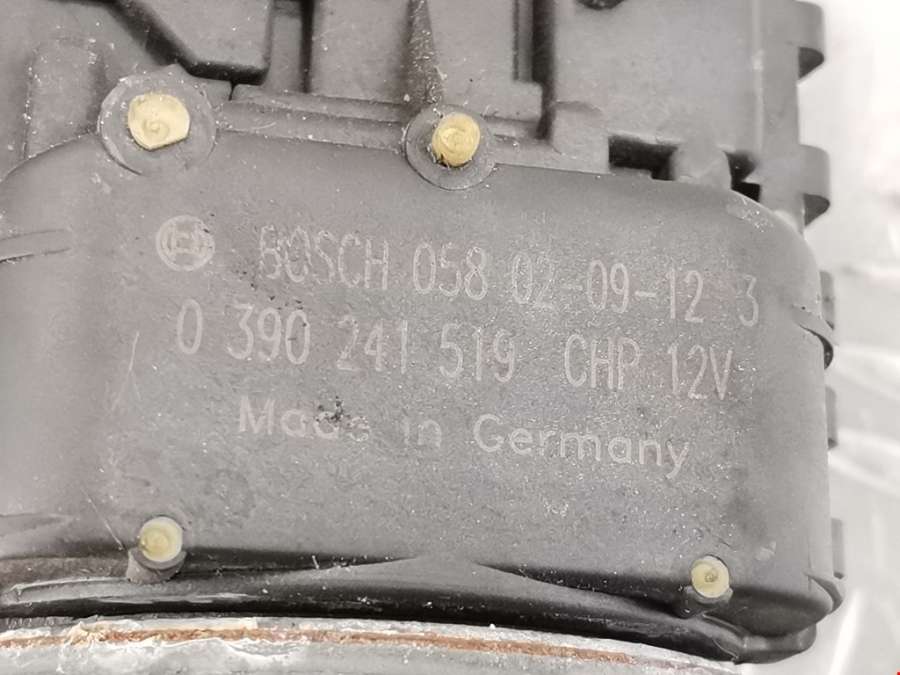 BOSCH 058 02-09-12 3
0 390 241 519 CHP 12V
Made in Germany